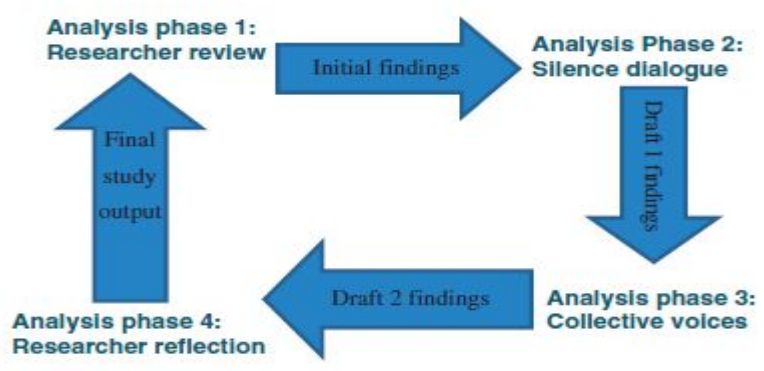 Analysis phase 1:
Researcher review
Initial findings
Analysis Phase 2:
Silence dialogue
Draft 1 findings
Analysis phase 3:
Collective voices
Draft 2 findings
Analysis phase 4:
Researcher reflection
Final
study
output